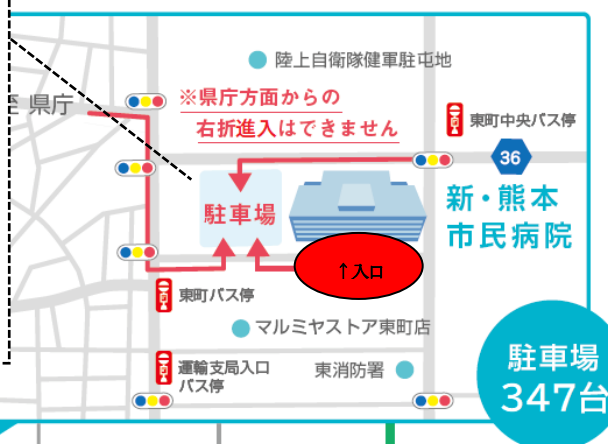 陸上自衛隊健軍駐屯地
県庁
※県庁方面からの
右折進入はできません
東町中央バス停
36
新・熊本
市民病院
駐車場
↑入口
東町バス停
マルミヤストア東町店
運輸支局入口
バス停
東消防署
駐車場
347台